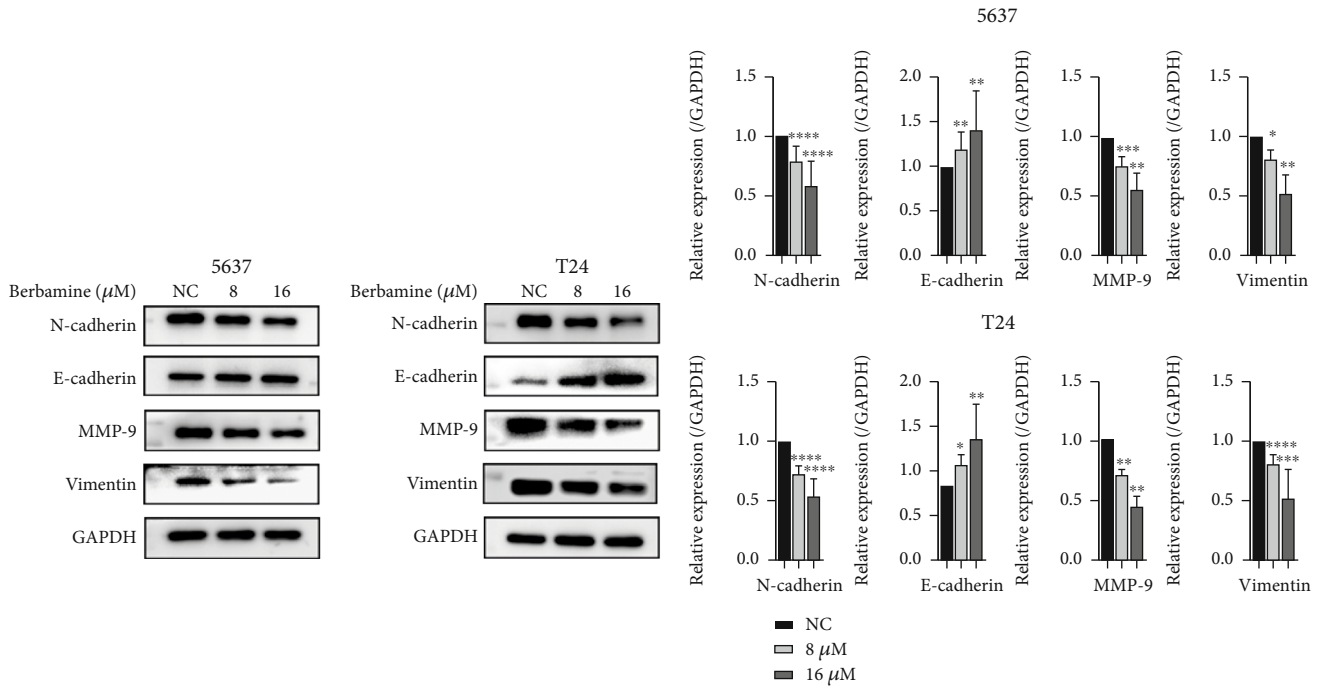 5637
Berbamine (μM) NC 8 16
N-cadherin
E-cadherin
MMP-9
Vimentin
GAPDH
T24
Berbamine (μM) NC 8 16
N-cadherin
E-cadherin
MMP-9
Vimentin
GAPDH
5637
Relative expression (/GAPDH)
1.5
1.0
0.5
0.0
****
****
N-cadherin
Relative expression (/GAPDH)
2.0
1.5
1.0
0.5
0.0
**
**
E-cadherin
Relative expression (/GAPDH)
1.5
1.0
0.5
0.0
***
**
MMP-9
Relative expression (/GAPDH)
1.5
1.0
0.5
0.0
*
**
Vimentin
T24
Relative expression (/GAPDH)
1.5
1.0
0.5
0.0
****
****
N-cadherin
Relative expression (/GAPDH)
2.0
1.5
1.0
0.5
0.0
*
**
E-cadherin
Relative expression (/GAPDH)
1.5
1.0
0.5
0.0
**
**
MMP-9
Relative expression (/GAPDH)
1.5
1.0
0.5
0.0
****
***
Vimentin
NC
8 μM
16 μM